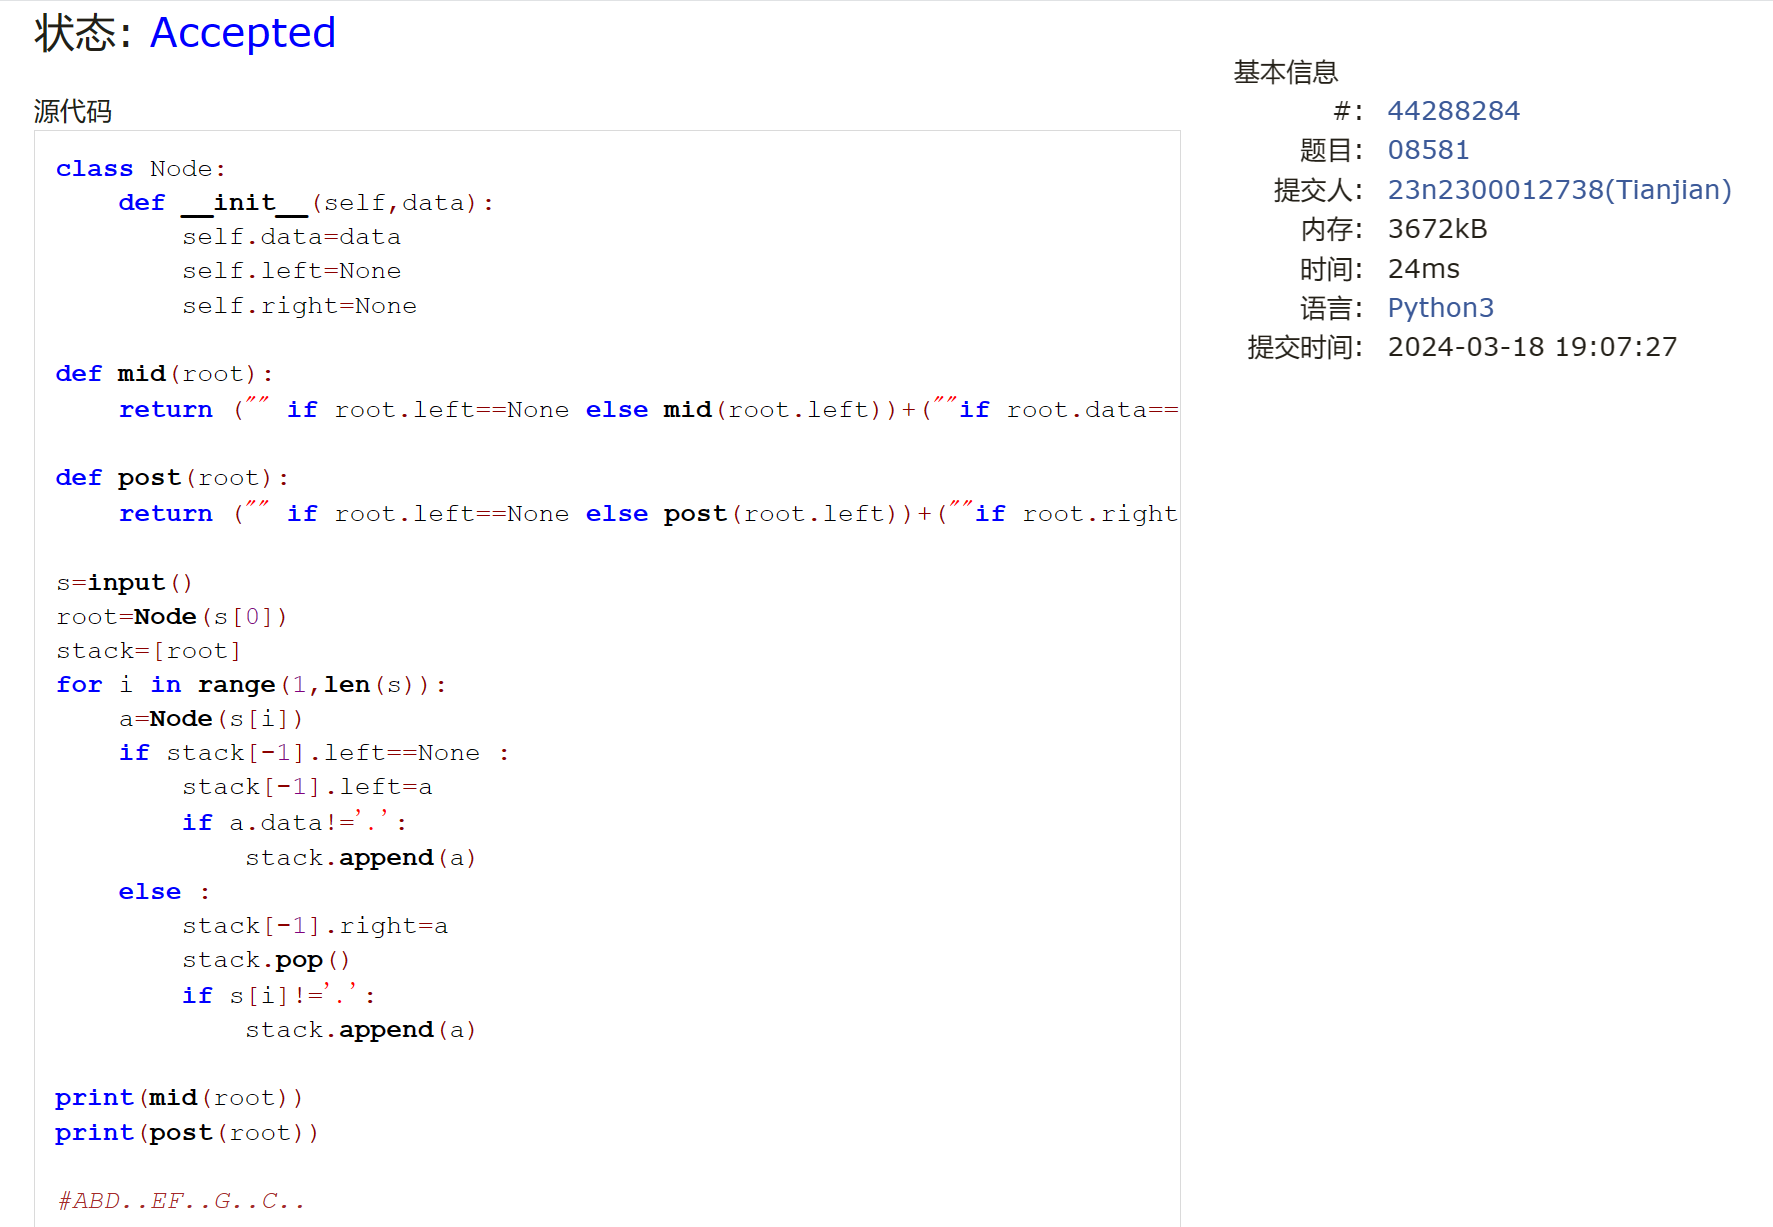 状态: Accepted
源代码
class Node:
    def __init__(self,data):
        self.data=data
        self.left=None
        self.right=None

def mid(root):
    return ("" if root.left==None else mid(root.left))+(""if root.data==

def post(root):
    return ("" if root.left==None else post(root.left))+(""if root.right

s=input()
root=Node(s[0])
stack=[root]
for i in range(1,len(s)):
    a=Node(s[i])
    if stack[-1].left==None :
        stack[-1].left=a
        if a.data!='.':
            stack.append(a)
    else :
        stack[-1].right=a
        stack.pop()
        if s[i]!='.':
            stack.append(a)

print(mid(root))
print(post(root))

#ABD..EF..G..C..
基本信息
#: 44288284
题目: 08581
提交人: 23n2300012738(Tianjian)
内存: 3672kB
时间: 24ms
语言: Python3
提交时间: 2024-03-18 19:07:27